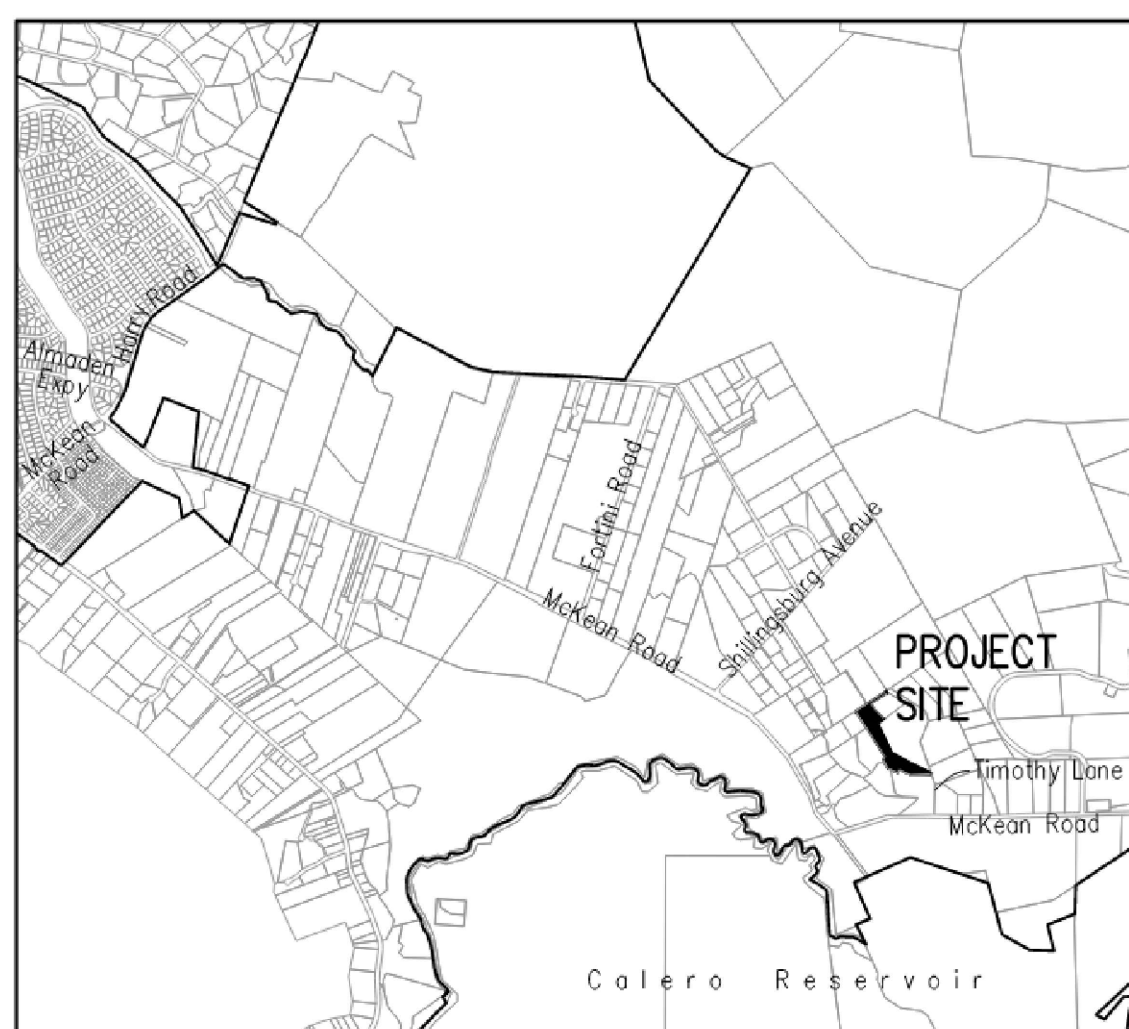 Harry Road
Almaden
Expy
McKean
Road
Fortini Road
McKean Road
Shillingsburg Avenue
PROJECT
SITE
Timothy Lane
McKean Road
Calero Reservoir